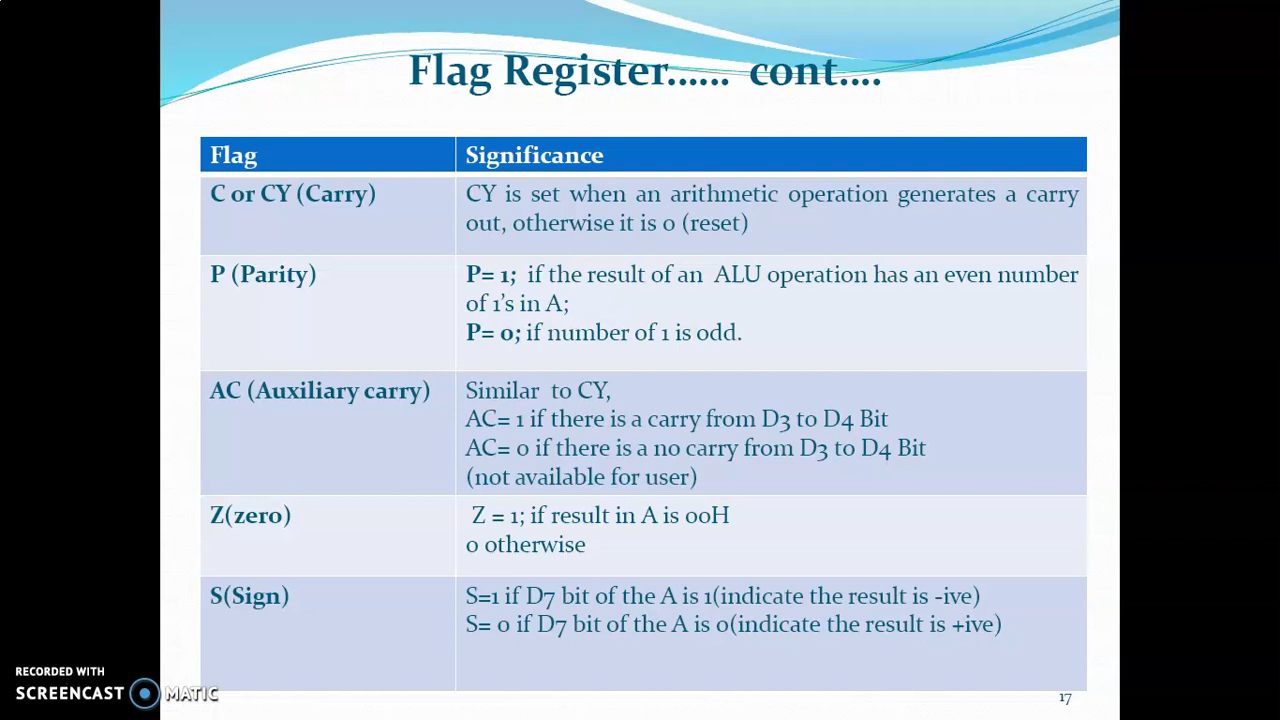 Flag Register...... cont....
Flag Significance
C or CY (Carry) CY is set when an arithmetic operation generates a carry
out, otherwise it is 0 (reset)
P (Parity) P= 1; if the result of an ALU operation has an even number
of 1's in A;
P= 0; if number of 1 is odd.
AC (Auxiliary carry) Similar to CY,
AC= 1 if there is a carry from D3 to D4 Bit
AC= 0 if there is a no carry from D3 to D4 Bit
(not available for user)
Z(zero) Z = 1; if result in A is 00H
0 otherwise
S(Sign) S=1 if D7 bit of the A is 1(indicate the result is -ive)
S= 0 if D7 bit of the A is 0(indicate the result is +ive)
RECORDED WITH
SCREENCAST MATIC
17